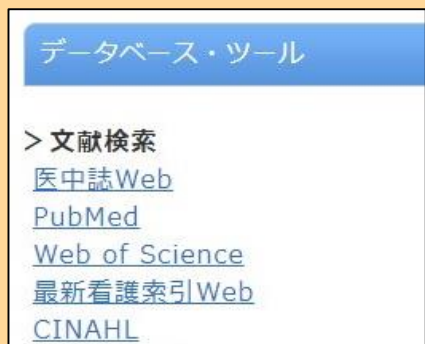 データベース・ツール
> 文献検索
医中誌Web
PubMed
Web of Science
最新看護索引Web
CINAHL